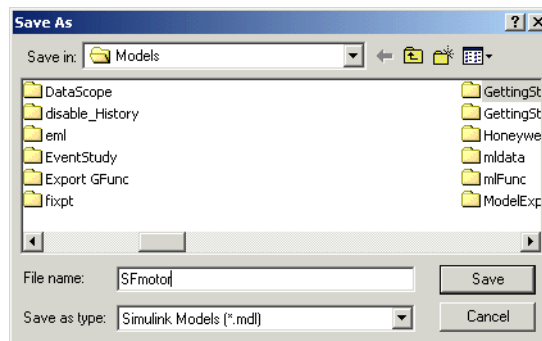 Save As
Save in: Models
DataScope
disable_History
eml
EventStudy
Export GFunc
fixpt
GettingSt
GettingSt
Honeywe
mldata
mlFunc
ModelExp
File name: SFmotor
Save
Save as type: Simulink Models (*.mdl)
Cancel